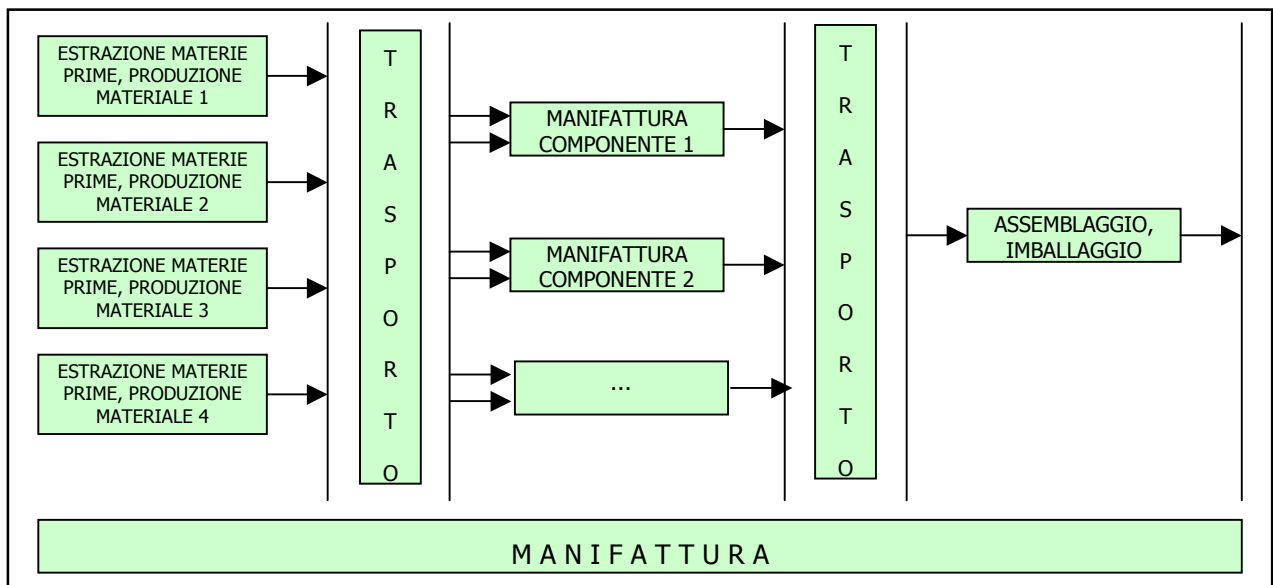 ESTRAZIONE MATERIE
PRIME, PRODUZIONE
MATERIALE 1
ESTRAZIONE MATERIE
PRIME, PRODUZIONE
MATERIALE 2
ESTRAZIONE MATERIE
PRIME, PRODUZIONE
MATERIALE 3
ESTRAZIONE MATERIE
PRIME, PRODUZIONE
MATERIALE 4
T
R
A
S
P
O
R
T
O
MANIFATTURA
COMPONENTE 1
MANIFATTURA
COMPONENTE 2
...
T
R
A
S
P
O
R
T
O
ASSEMBLAGGIO,
IMBALLAGGIO
M A N I F A T T U R A